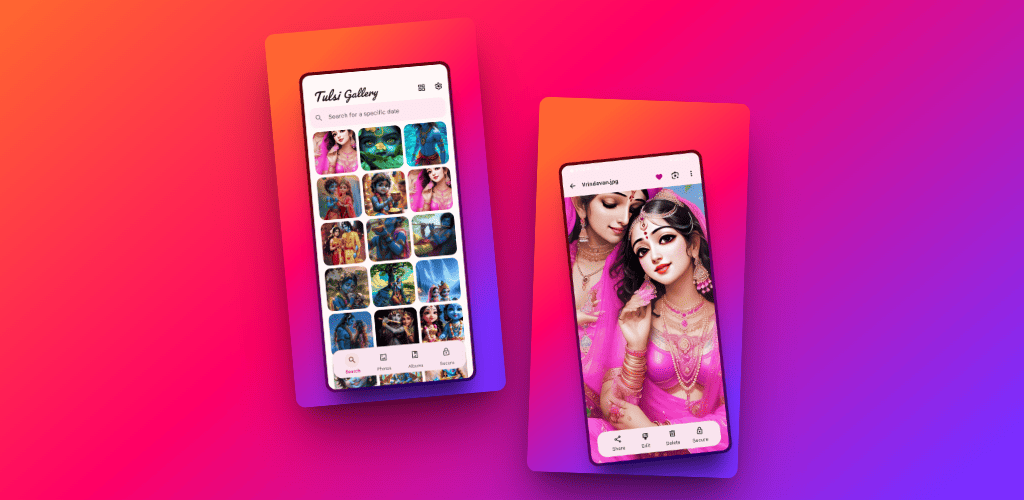 Tulsi Gallery
Search for a specific date
Search Photos Albums Secure
Vrindavan.jpg
Share Edit Delete Secure